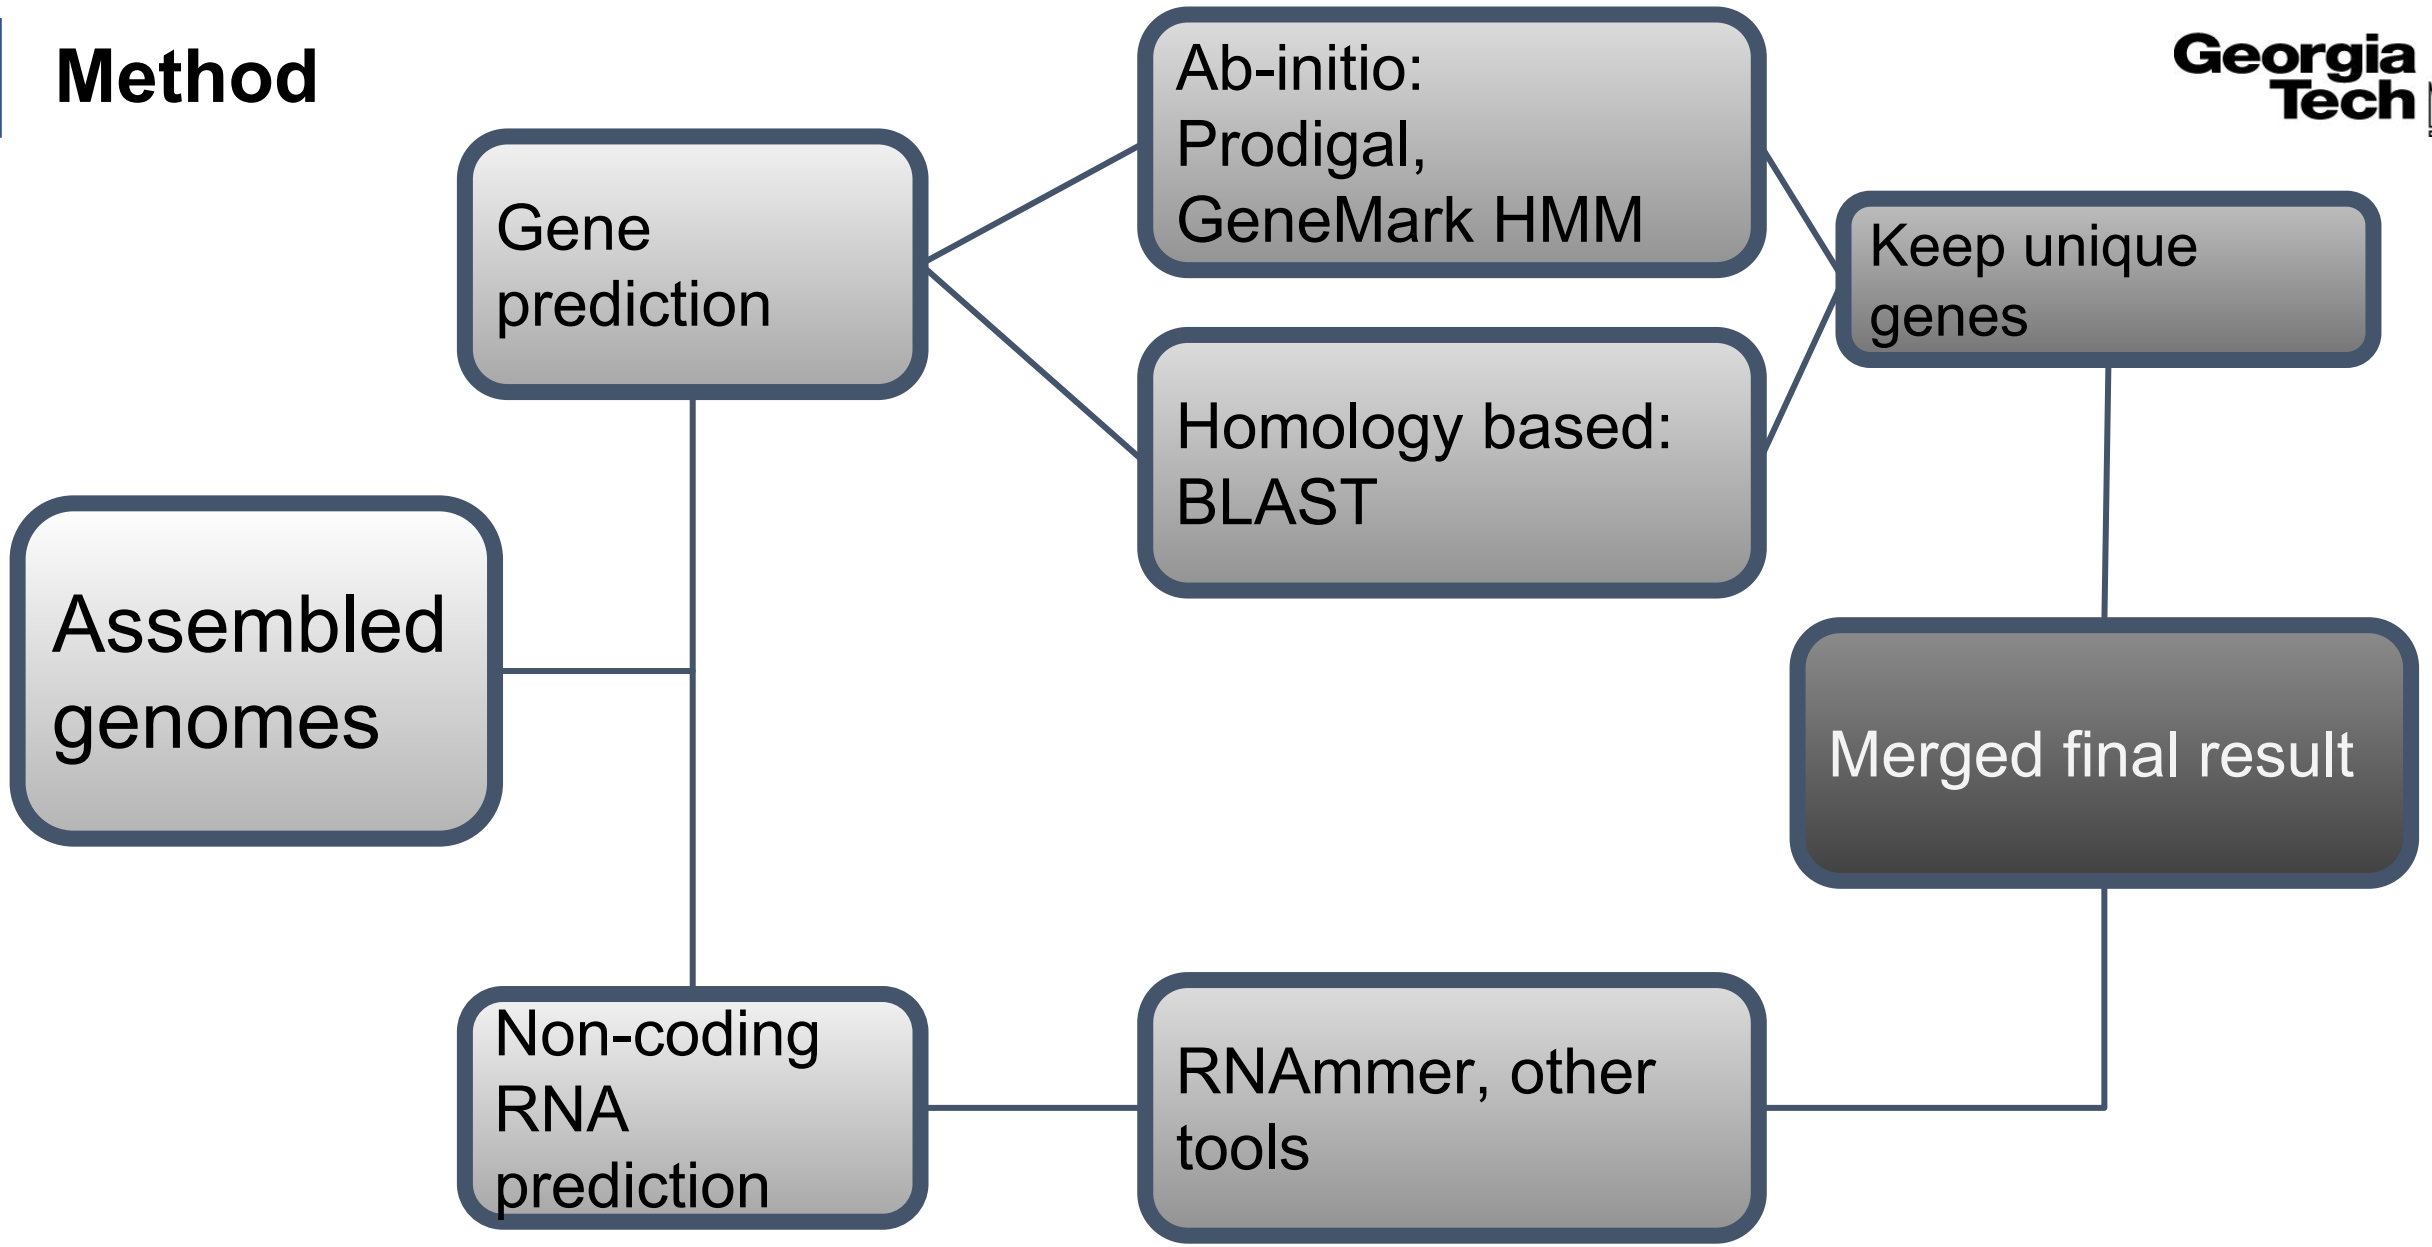 Method
Georgia
Tech
Ab-initio:
Prodigal,
GeneMark HMM
Gene
prediction
Keep unique
genes
Homology based:
BLAST
Assembled
genomes
Merged final result
Non-coding
RNA
prediction
RNAmmer, other
tools